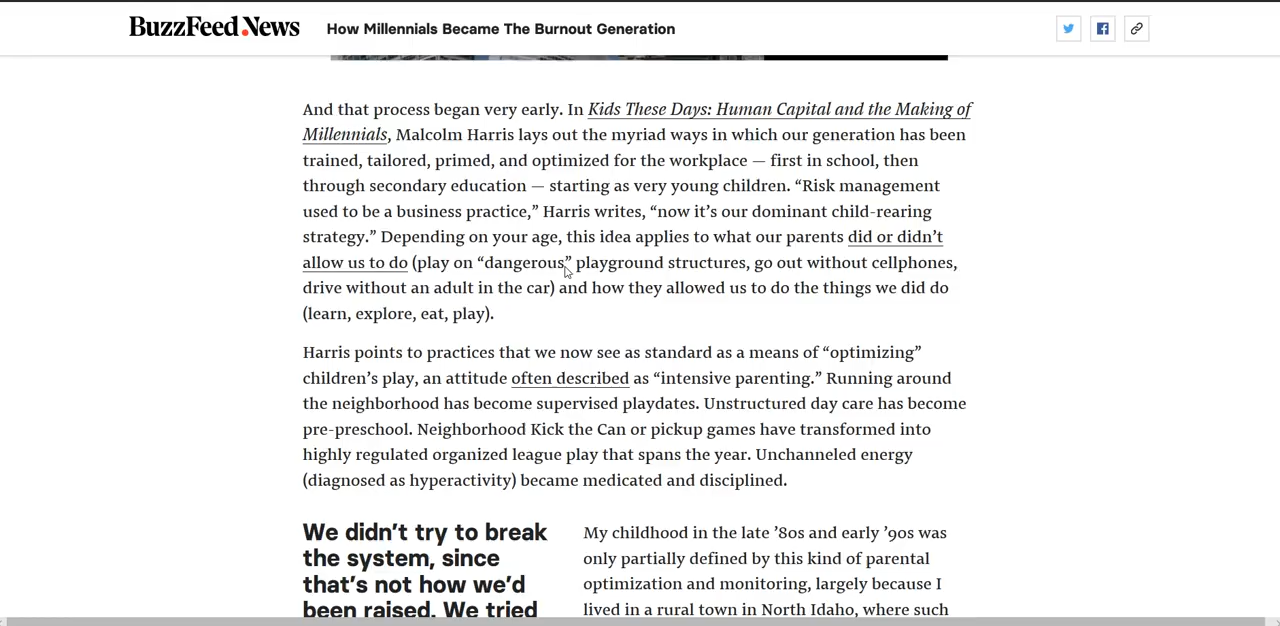 BuzzFeed News
How Millennials Became The Burnout Generation
And that process began very early. In Kids These Days: Human Capital and the Making of
Millennials, Malcolm Harris lays out the myriad ways in which our generation has been
trained, tailored, primed, and optimized for the workplace — first in school, then
through secondary education — starting as very young children. “Risk management
used to be a business practice,” Harris writes, “now it’s our dominant child-rearing
strategy.” Depending on your age, this idea applies to what our parents did or didn’t
allow us to do (play on “dangerous” playground structures, go out without cellphones,
drive without an adult in the car) and how they allowed us to do the things we did do
(learn, explore, eat, play).
Harris points to practices that we now see as standard as a means of “optimizing”
children’s play, an attitude often described as “intensive parenting.” Running around
the neighborhood has become supervised playdates. Unstructured day care has become
pre-preschool. Neighborhood Kick the Can or pickup games have transformed into
highly regulated organized league play that spans the year. Unchanneled energy
(diagnosed as hyperactivity) became medicated and disciplined.
We didn’t try to break
the system, since
that’s not how we’d
been raised. We tried
My childhood in the late ’80s and early ’90s was
only partially defined by this kind of parental
optimization and monitoring, largely because I
lived in a rural town in North Idaho, where such